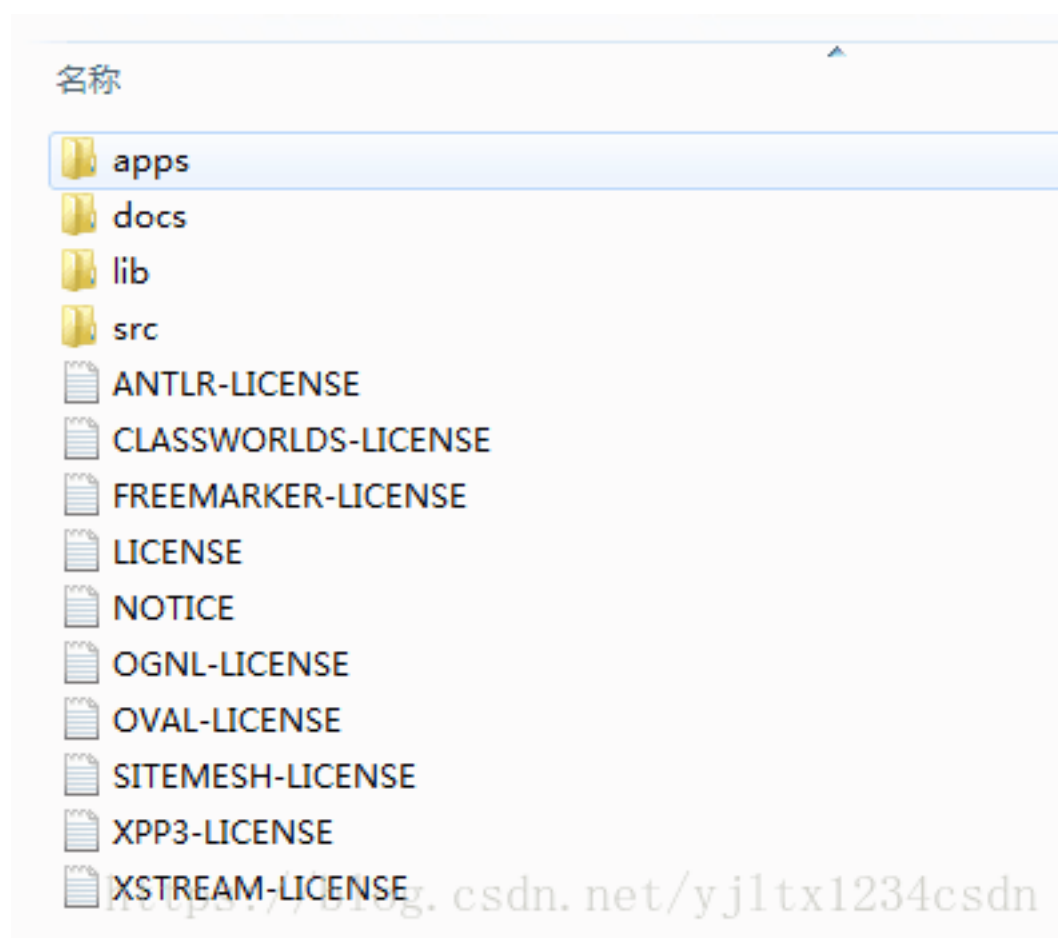 名称
apps
docs
lib
src
ANTLR-LICENSE
CLASSWORLDS-LICENSE
FREEMARKER-LICENSE
LICENSE
NOTICE
OGNL-LICENSE
OVAL-LICENSE
SITEMESH-LICENSE
XPP3-LICENSE
XSTREAM-LICENSE
https://blog.csdn.net/yjltx1234csdn